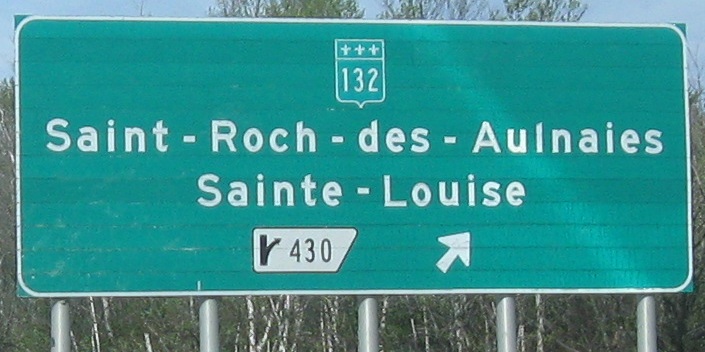 132
Saint-Roch-des-Aulnaies
Sainte-Louise
430